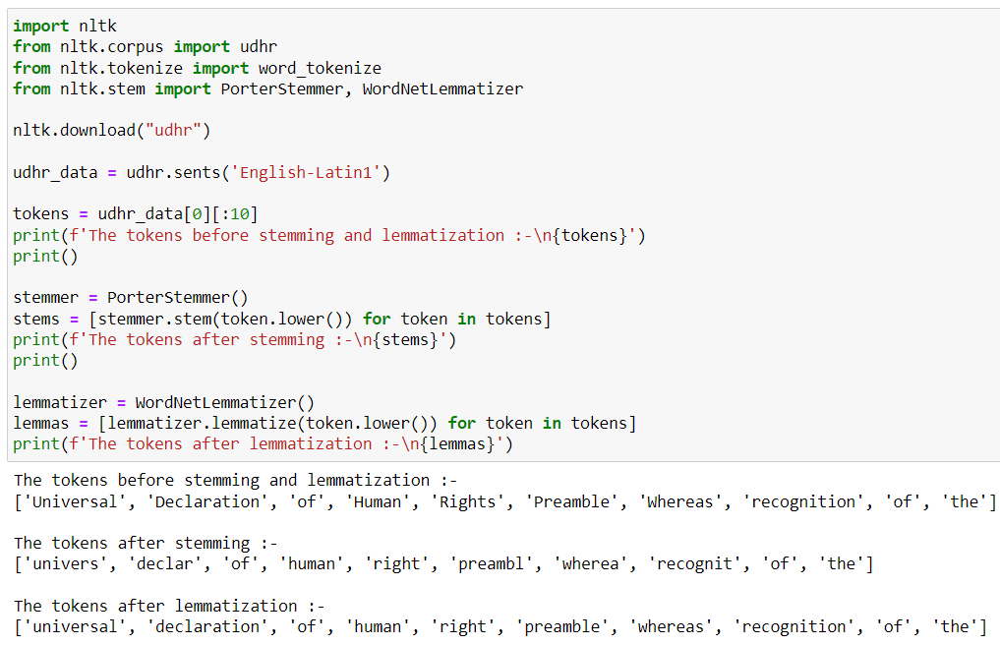 import nltk
from nltk.corpus import udhr
from nltk.tokenize import word_tokenize
from nltk.stem import PorterStemmer, WordNetLemmatizer
nltk.download("udhr")
udhr_data = udhr.sents('English-Latin1')
tokens = udhr_data[0][:10]
print(f'The tokens before stemming and lemmatization :-\n{tokens}')
print()
stemmer = PorterStemmer()
stems = [stemmer.stem(token.lower()) for token in tokens]
print(f'The tokens after stemming :-\n{stems}')
print()
lemmatizer = WordNetLemmatizer()
lemmas = [lemmatizer.lemmatize(token.lower()) for token in tokens]
print(f'The tokens after lemmatization :-\n{lemmas}')
The tokens before stemming and lemmatization :-
['Universal', 'Declaration', 'of', 'Human', 'Rights', 'Preamble', 'Whereas', 'recognition', 'of', 'the']
The tokens after stemming :-
['univers', 'declar', 'of', 'human', 'right', 'preambl', 'wherea', 'recognit', 'of', 'the']
The tokens after lemmatization :-
['universal', 'declaration', 'of', 'human', 'right', 'preamble', 'whereas', 'recognition', 'of', 'the']